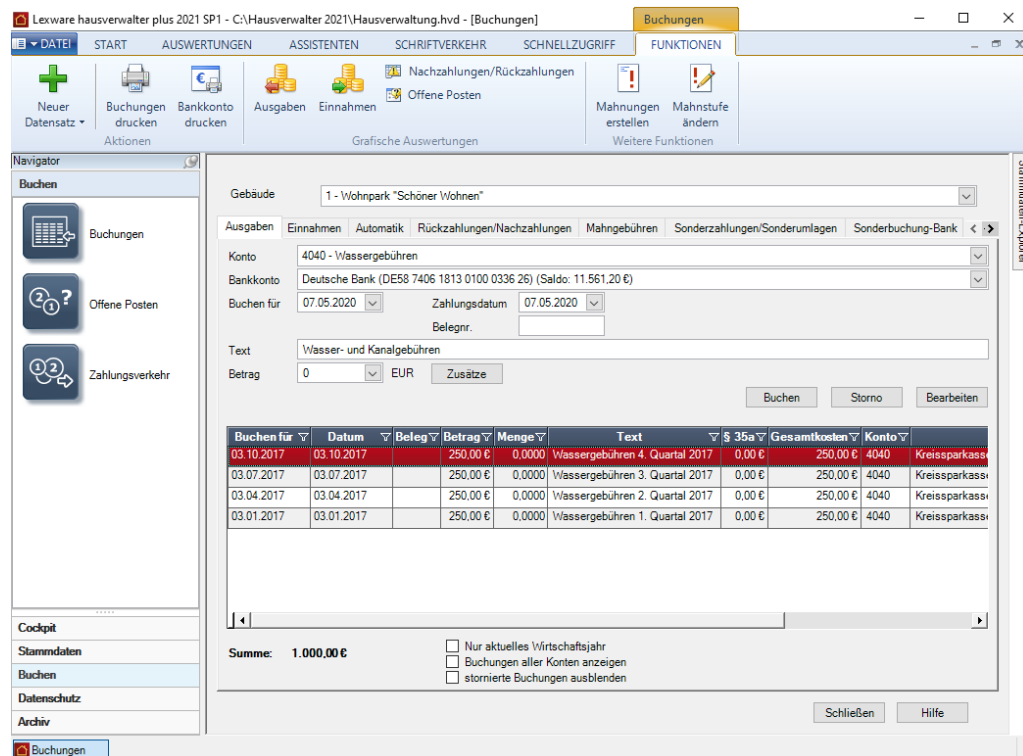 Lexware hausverwalter plus 2021 SP1 - C:\Hausverwalter 2021\Hausverwaltung.hvd - [Buchungen]
Buchungen
DATEI START AUSWERTUNGEN ASSISTENTEN SCHRIFTVERKEHR SCHNELLZUGRIFF FUNKTIONEN
Neuer Datensatz
Buchungen drucken
Bankkonto drucken
Aktionen
Ausgaben
Einnahmen
Nachzahlungen/Rückzahlungen
Offene Posten
Grafische Auswertungen
Mahnungen erstellen
Mahnstufe ändern
Weitere Funktionen
Navigator
Buchen
Buchungen
Offene Posten
Zahlungsverkehr
Cockpit
Stammdaten
Buchen
Datenschutz
Archiv
Gebäude 1 - Wohnpark "Schöner Wohnen"
Ausgaben Einnahmen Automatik Rückzahlungen/Nachzahlungen Mahngebühren Sonderzahlungen/Sonderumlagen Sonderbuchung-Bank
Konto 4040 - Wassergebühren
Bankkonto Deutsche Bank (DE58 7406 1813 0100 0336 26) (Saldo: 11.561,20 €)
Buchen für 07.05.2020 Zahlungsdatum 07.05.2020
Belegnr.
Text Wasser- und Kanalgebühren
Betrag 0 EUR Zusätze
Buchen Storno Bearbeiten
Buchen für Datum Beleg Betrag Menge Text § 35a Gesamtkosten Konto
03.10.2017 03.10.2017 250,00 € 0,0000 Wassergebühren 4. Quartal 2017 0,00 € 250,00 € 4040 Kreissparkasse
03.07.2017 03.07.2017 250,00 € 0,0000 Wassergebühren 3. Quartal 2017 0,00 € 250,00 € 4040 Kreissparkasse
03.04.2017 03.04.2017 250,00 € 0,0000 Wassergebühren 2. Quartal 2017 0,00 € 250,00 € 4040 Kreissparkasse
03.01.2017 03.01.2017 250,00 € 0,0000 Wassergebühren 1. Quartal 2017 0,00 € 250,00 € 4040 Kreissparkasse
Summe: 1.000,00 €
Nur aktuelles Wirtschaftsjahr
Buchungen aller Konten anzeigen
stornierte Buchungen ausblenden
Schließen Hilfe
Buchungen